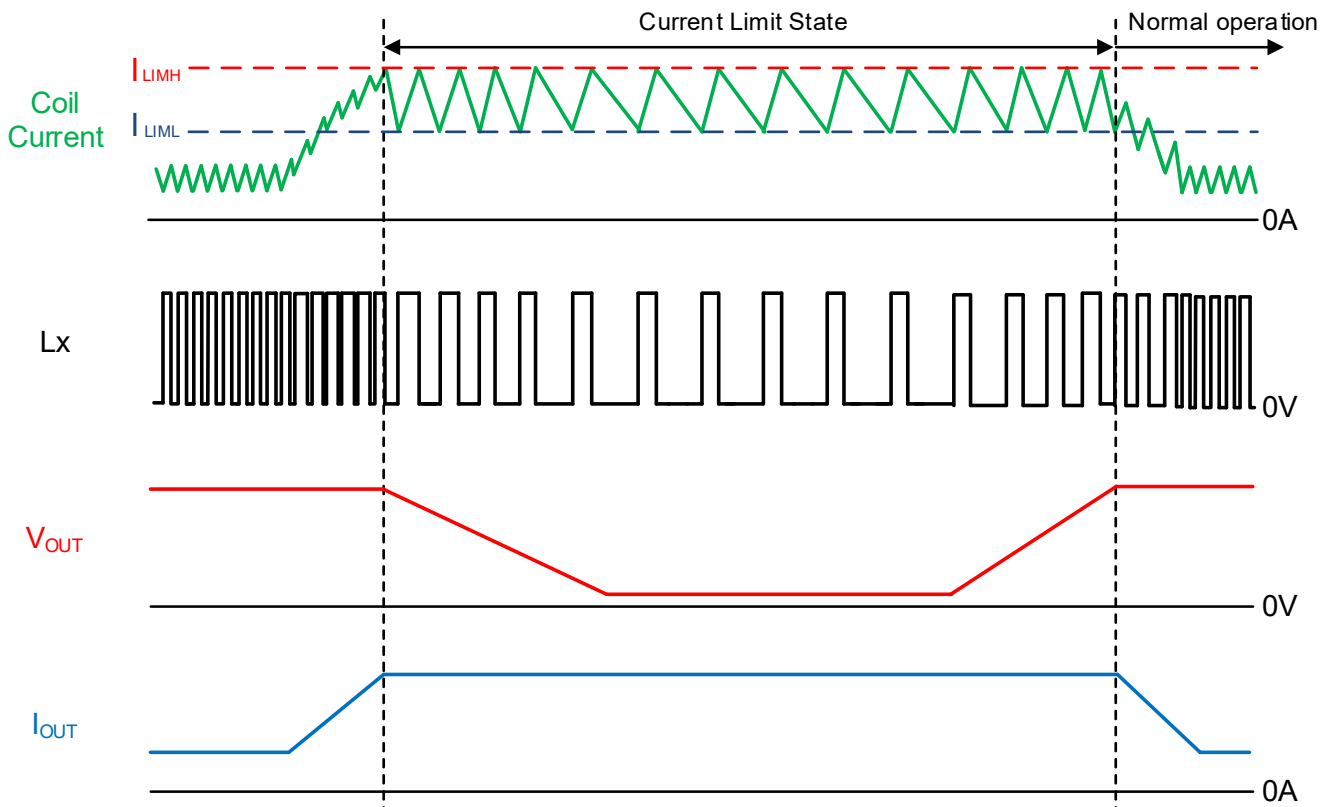 Current Limit State
Normal operation
ILIMH
Coil
Current
ILIML
0A
Lx
0V
VOUT
0V
IOUT
0A